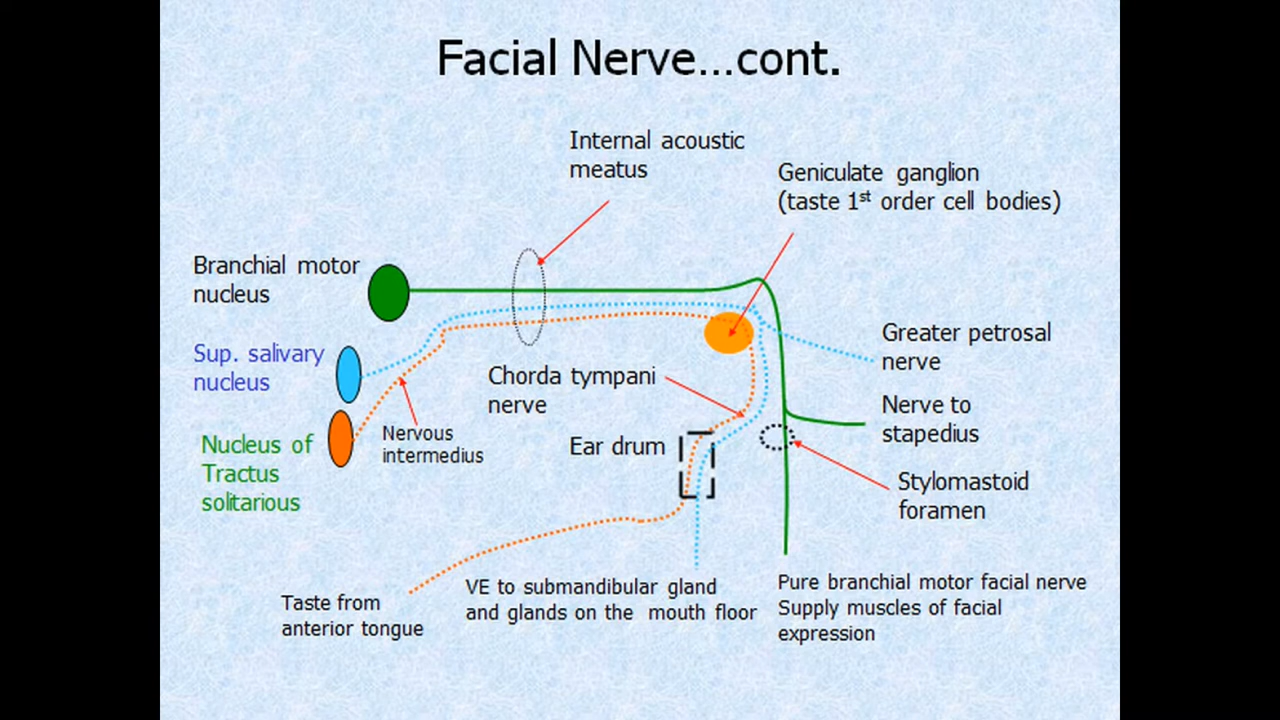 Facial Nerve...cont.
Internal acoustic
meatus
Geniculate ganglion
(taste 1st order cell bodies)
Branchial motor
nucleus
Sup. salivary
nucleus
Nucleus of
Tractus
solitarious
Nervous
intermedius
Chorda tympani
nerve
Ear drum
Greater petrosal
nerve
Nerve to
stapedius
Stylomastoid
foramen
Taste from
anterior tongue
VE to submandibular gland
and glands on the mouth floor
Pure branchial motor facial nerve
Supply muscles of facial
expression